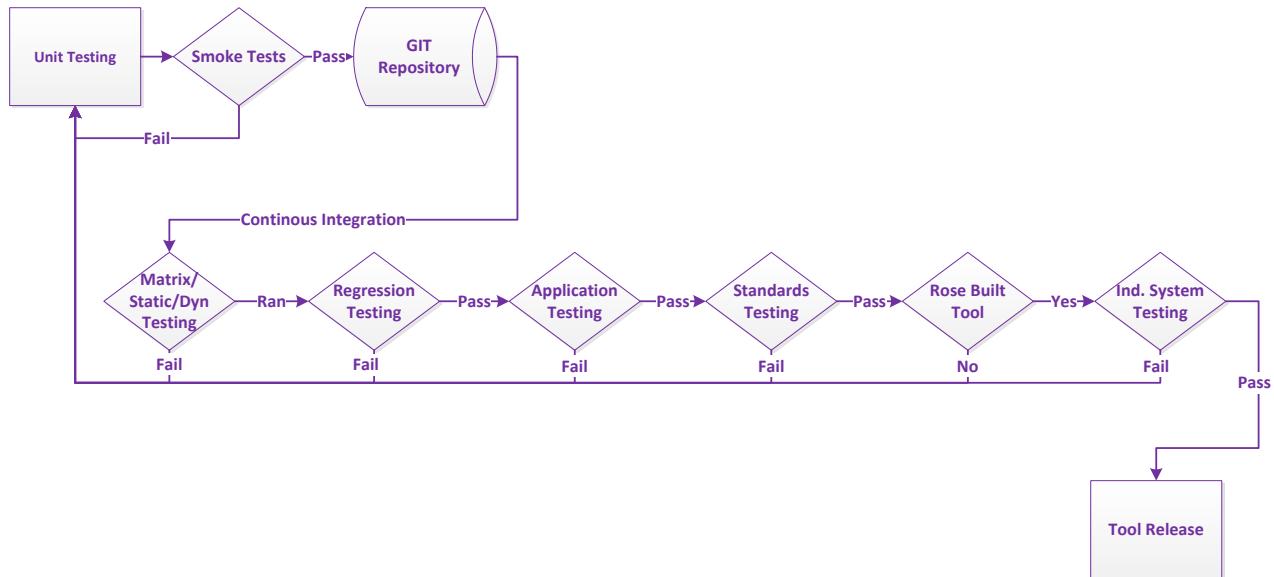 Unit Testing
Smoke Tests
Pass
GIT
Repository
Fail
Continous Integration
Matrix/
Static/Dyn
Testing
Ran
Regression
Testing
Pass
Application
Testing
Pass
Standards
Testing
Pass
Rose Built
Tool
Yes
Ind. System
Testing
Fail
Fail
Fail
Fail
No
Fail
Pass
Tool Release